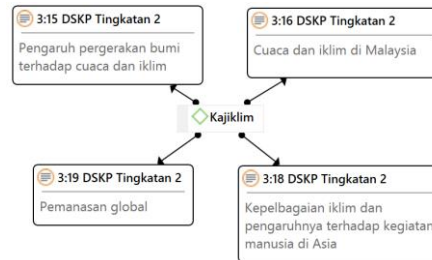 3:15 DSKP Tingkatan 2
Pengaruh pergerakan bumi
terhadap cuaca dan iklim
3:16 DSKP Tingkatan 2
Cuaca dan iklim di Malaysia
Kajiklim
3:19 DSKP Tingkatan 2
Pemanasan global
3:18 DSKP Tingkatan 2
Kepelbagaian iklim dan
pengaruhnya terhadap kegiatan
manusia di Asia